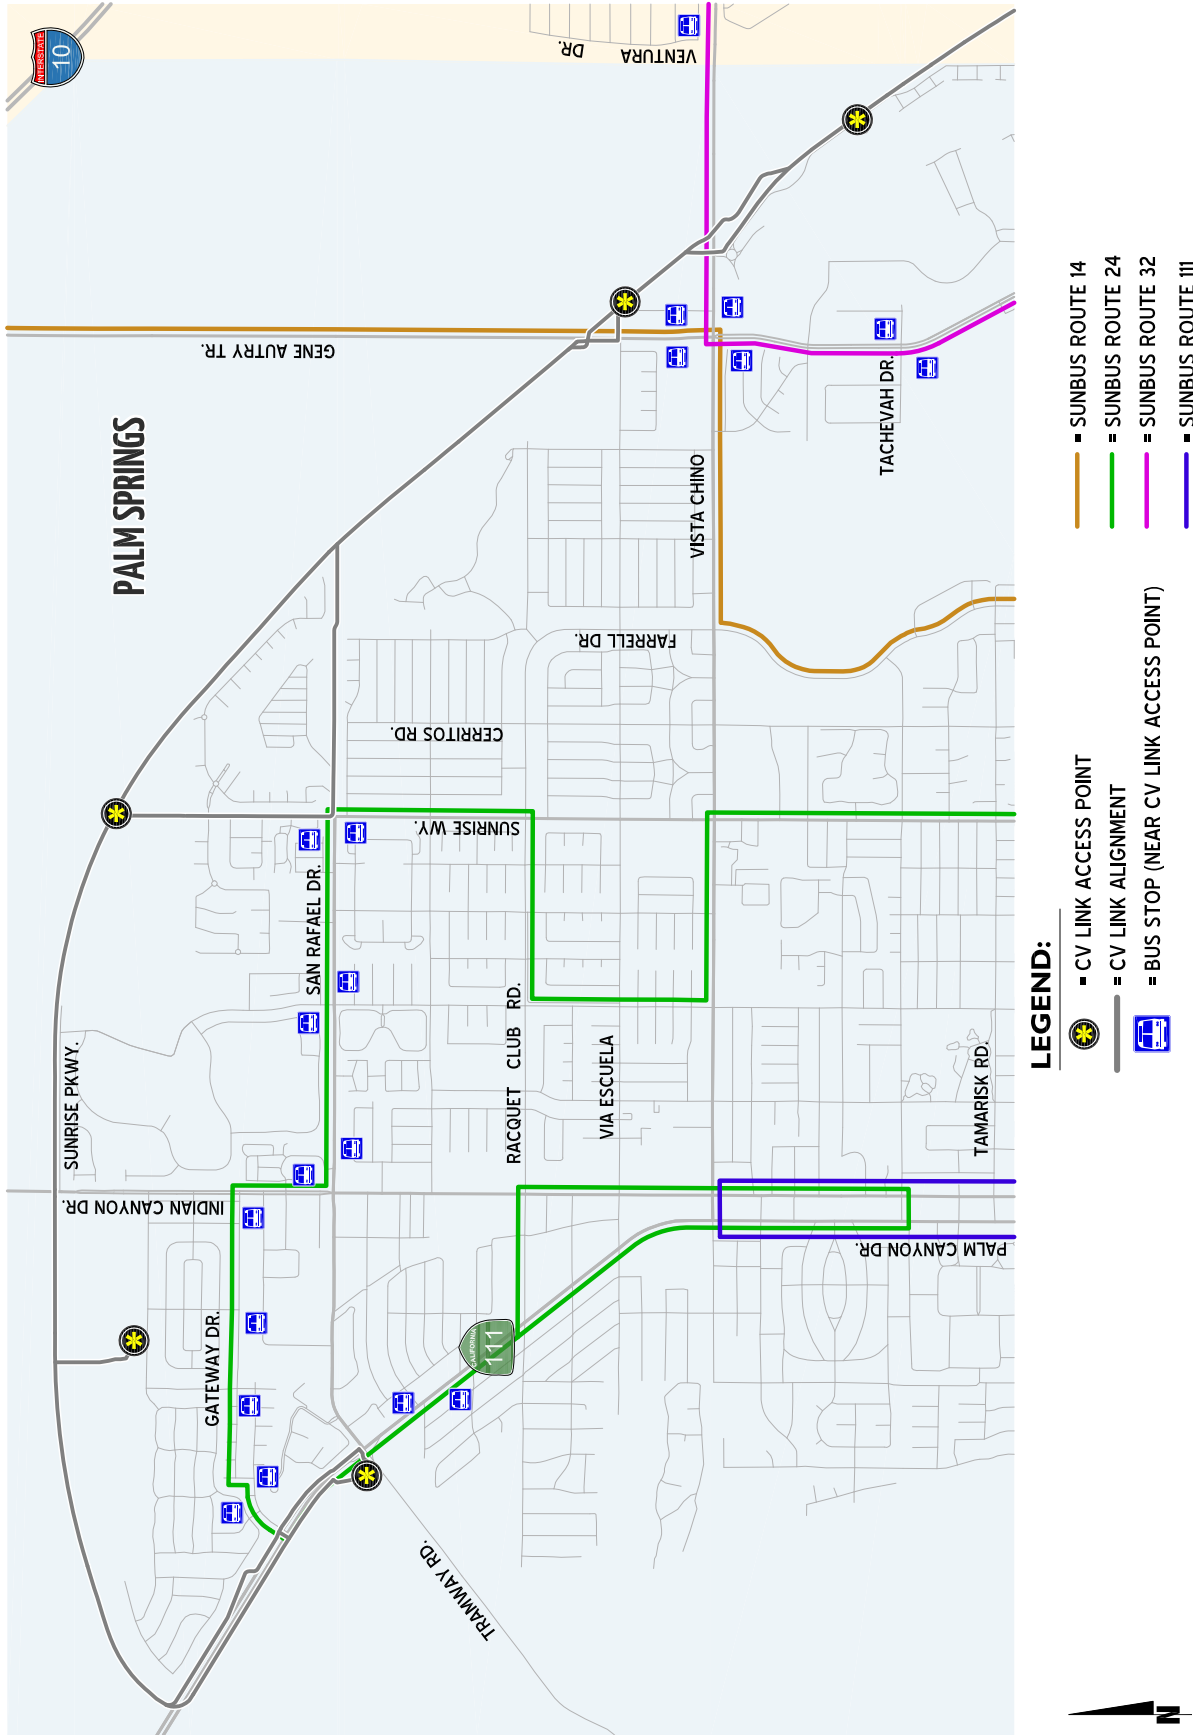 INTERSTATE
10
PALM SPRINGS
SUNRISE PKWY.
INDIAN CANYON DR.
GATEWAY DR.
SAN RAFAEL DR.
SUNRISE WY.
CERRITOS RD.
FARRELL DR.
GENE AUTRY TR.
VENTURA DR.
VISTA CHINO
TACHEVAH DR.
RACQUET CLUB RD.
VIA ESCUELA
TAMARISK RD.
PALM CANYON DR.
CALIFORNIA
111
TRAMWAY RD.
LEGEND:
= CV LINK ACCESS POINT
= CV LINK ALIGNMENT
= BUS STOP (NEAR CV LINK ACCESS POINT)
= SUNBUS ROUTE 14
= SUNBUS ROUTE 24
= SUNBUS ROUTE 32
= SUNBUS ROUTE 111
N